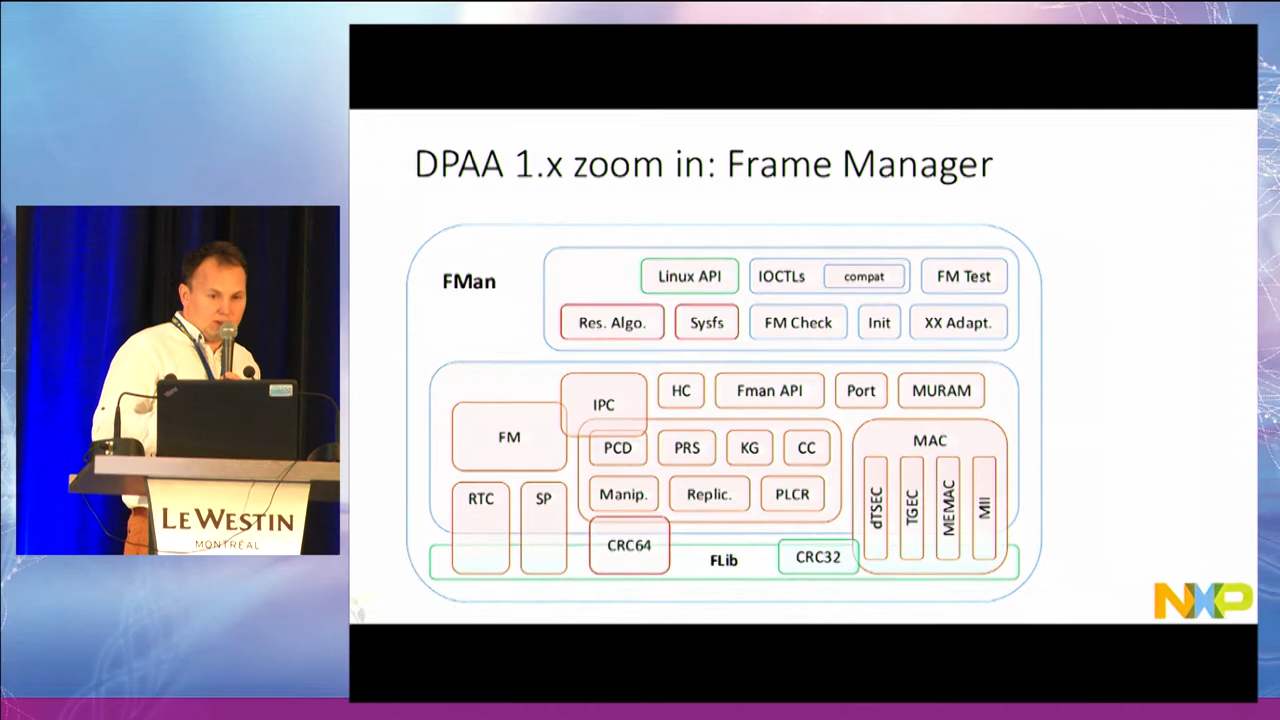 DPAA 1.x zoom in: Frame Manager
FMan
Linux API
IOCTLs
compat
FM Test
Res. Algo.
Sysfs
FM Check
Init
XX Adapt.
IPC
HC
Fman API
Port
MURAM
FM
PCD
PRS
KG
CC
MAC
RTC
SP
Manip.
Replic.
PLCR
dTSEC
TGEC
MEMAC
MII
CRC64
FLib
CRC32
NXP
LE WESTIN
MONTRÉAL